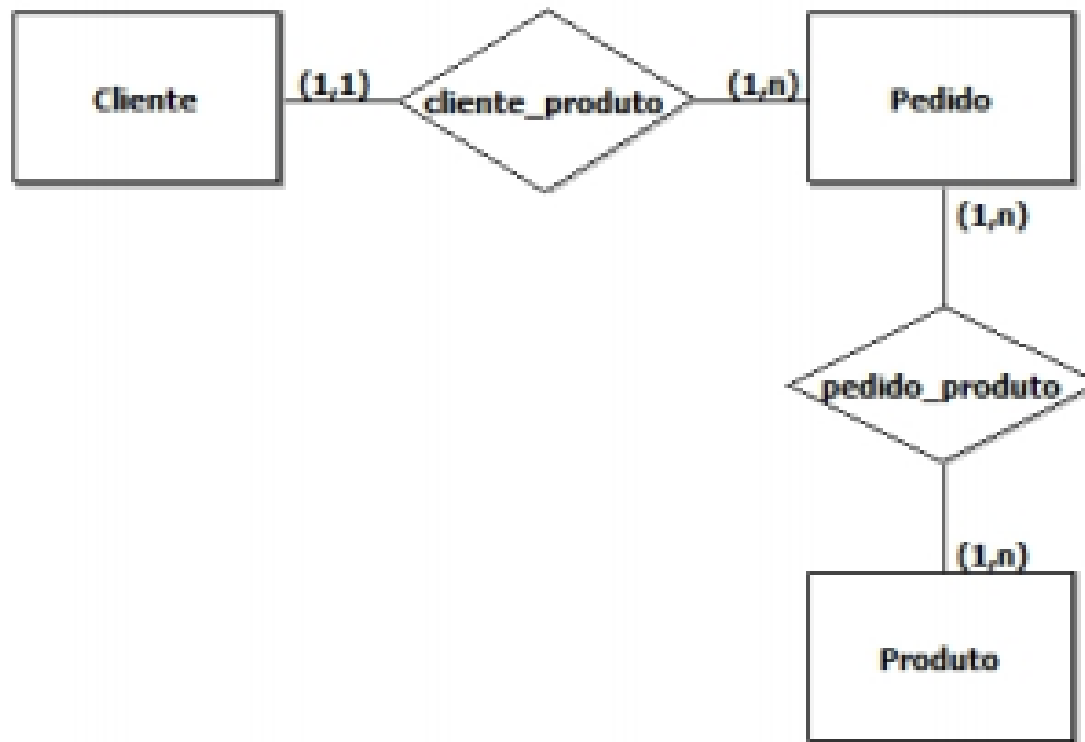 Cliente
(1,1)
cliente_produto
(1,n)
Pedido
(1,n)
pedido_produto
(1,n)
Produto